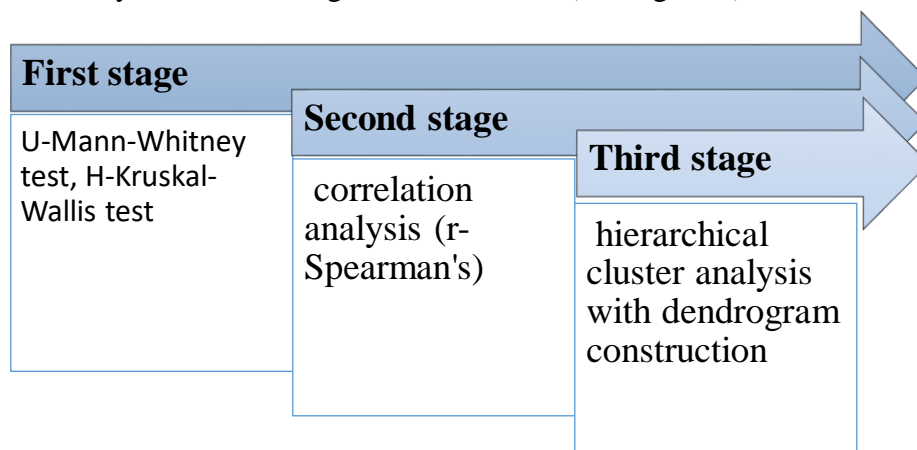 First stage
U-Mann-Whitney
test, H-Kruskal-
Wallis test
Second stage
correlation
analysis (r-
Spearman's)
Third stage
hierarchical
cluster analysis
with dendrogram
construction